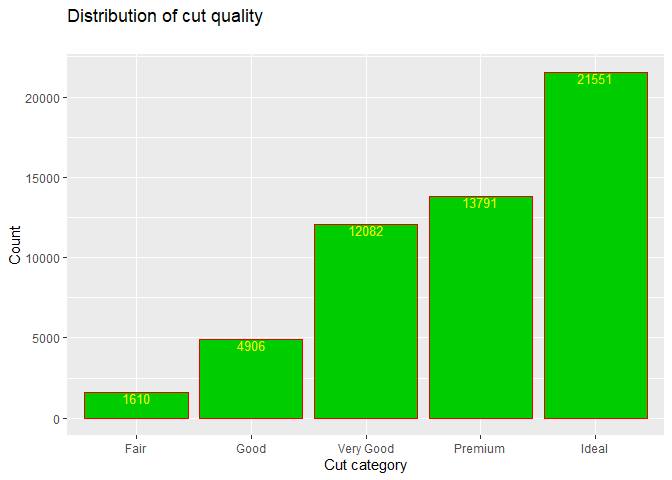 Distribution of cut quality
21551
20000
15000
13791
12082
10000
5000
4906
1610
0
Count
Fair Good Very Good Premium Ideal
Cut category